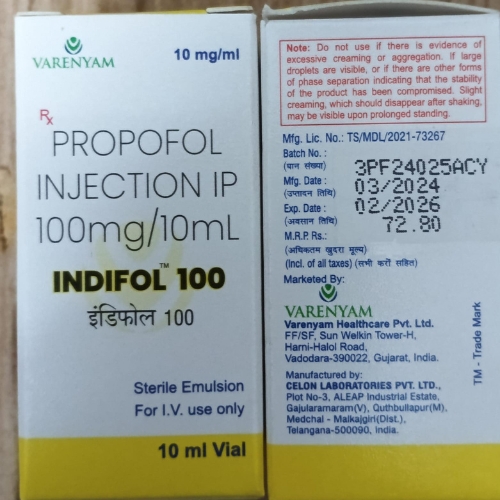 VARENYAM
10 mg/ml
Rx
PROPOFOL
INJECTION IP
100mg/10mL
INDIFOL™ 100
इंडिफोल 100
Sterile Emulsion
For I.V. use only
10 ml Vial
Note: Do not use if there is evidence of
excessive creaming or aggregation. If large
droplets are visible, or if there are other forms
of phase separation indicating that the stability
of the product has been compromised. Slight
creaming, which should disappear after shaking,
may be visible upon prolonged standing.
Mfg. Lic. No.: TS/MDL/2021-73267
Batch No. :
(घान संख्या) 3PF24025ACY
Mfg. Date : 03/2024
(उत्पादन तिथि)
Exp. Date : 02/2026
(अवसान तिथि) 72.80
M.R.P. Rs.:
(अधिकतम खुदरा मूल्य)
(Incl. of all taxes) (सभी करों सहित)
Marketed By:
VARENYAM
Varenyam Healthcare Pvt. Ltd.
FF/SF, Sun Welkin Tower-H,
Harni-Halol Road,
Vadodara-390022, Gujarat, India.
Manufactured by:
CELON LABORATORIES PVT. LTD.,
Plot No-3, ALEAP Industrial Estate,
Gajularamaram(V), Quthbullapur(M),
Medchal - Malkajgiri(Dist.),
Telangana-500090, India.
TM - Trade Mark